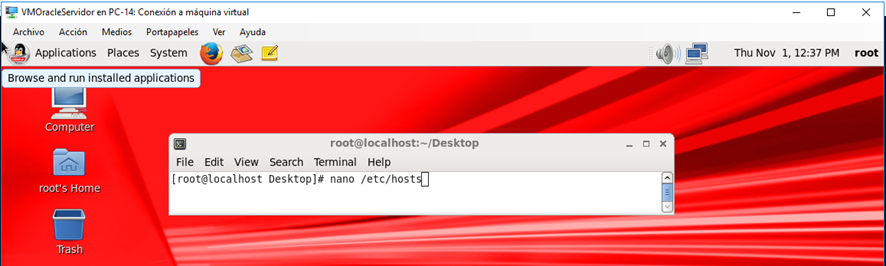 VMOracleServidor en PC-14: Conexión a máquina virtual
Archivo Acción Medios Portapapeles Ver Ayuda
Applications Places System Thu Nov 1, 12:37 PM root
Browse and run installed applications
Computer
root@localhost:~/Desktop
File Edit View Search Terminal Help
[root@localhost Desktop]# nano /etc/hosts
root's Home
Trash